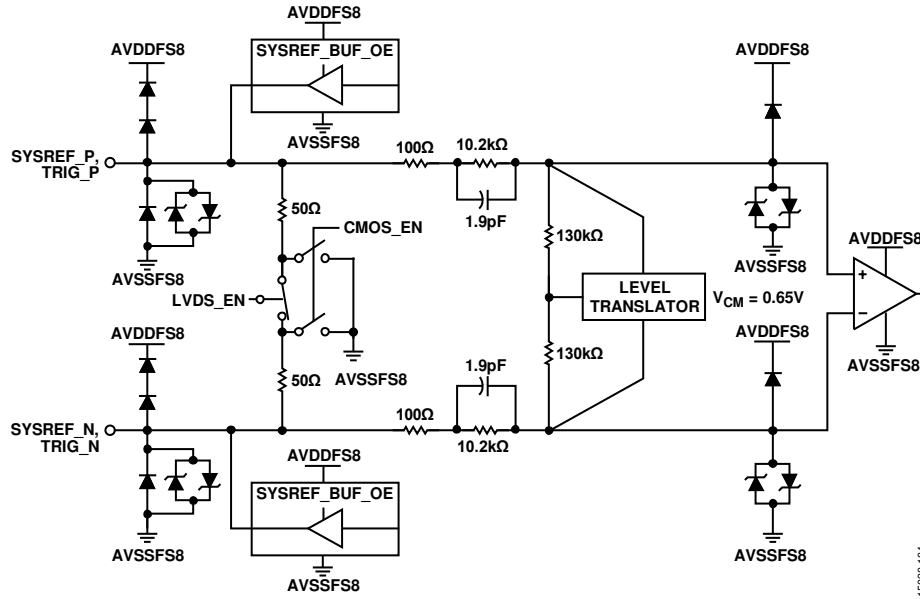 AVDDFS8
AVDDFS8
SYSREF_BUF_OE
AVSSFS8
AVDDFS8
SYSREF_P,
TRIG_P
100Ω
10.2kΩ
1.9pF
50Ω
CMOS_EN
130kΩ
AVSSFS8
AVSSFS8
AVDDFS8
LVDS_EN
LEVEL
TRANSLATOR
VCM = 0.65V
+
−
AVDDFS8
AVSSFS8
AVSSFS8
130kΩ
50Ω
1.9pF
AVDDFS8
SYSREF_N,
TRIG_N
100Ω
10.2kΩ
AVDDFS8
SYSREF_BUF_OE
AVSSFS8
AVSSFS8
AVSSFS8